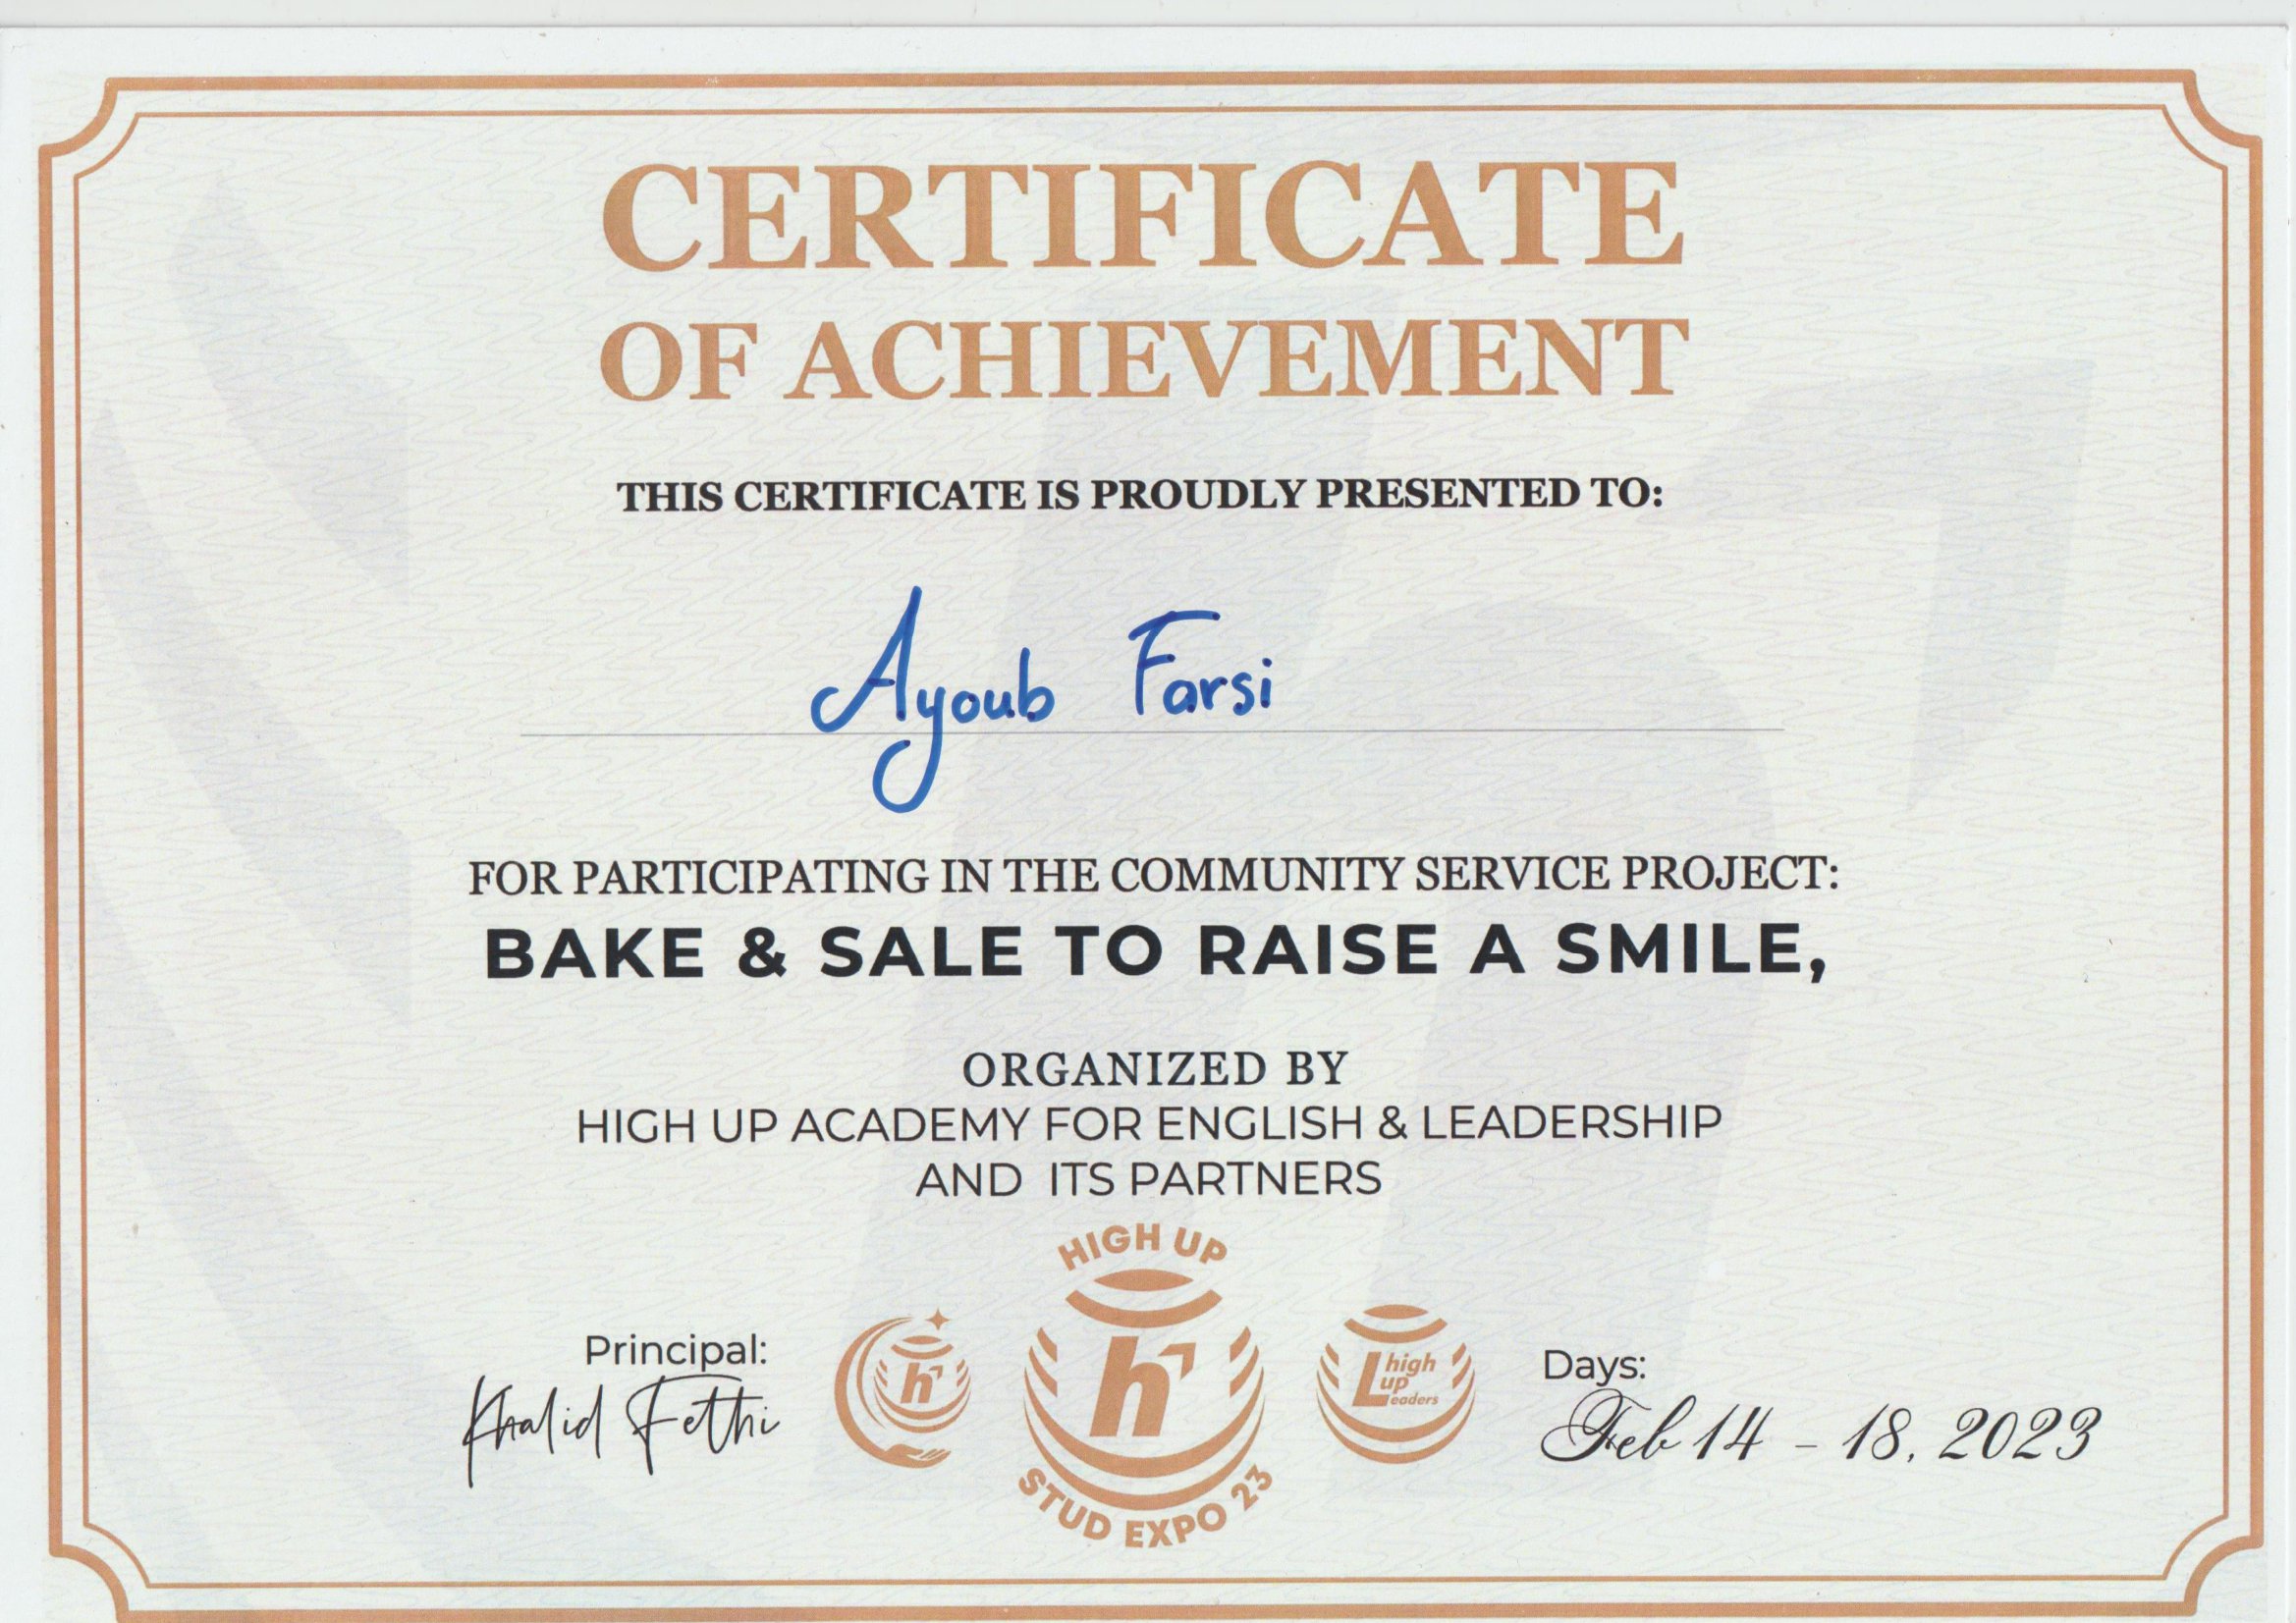 CERTIFICATE
OF ACHIEVEMENT
THIS CERTIFICATE IS PROUDLY PRESENTED TO:
Ayoub Farsi
FOR PARTICIPATING IN THE COMMUNITY SERVICE PROJECT:
BAKE & SALE TO RAISE A SMILE,
ORGANIZED BY
HIGH UP ACADEMY FOR ENGLISH & LEADERSHIP
AND ITS PARTNERS
Principal:
Khalid Fethi
h
HIGH UP
h
STUD EXPO 23
high
up
Leaders
Days:
Feb 14 - 18, 2023